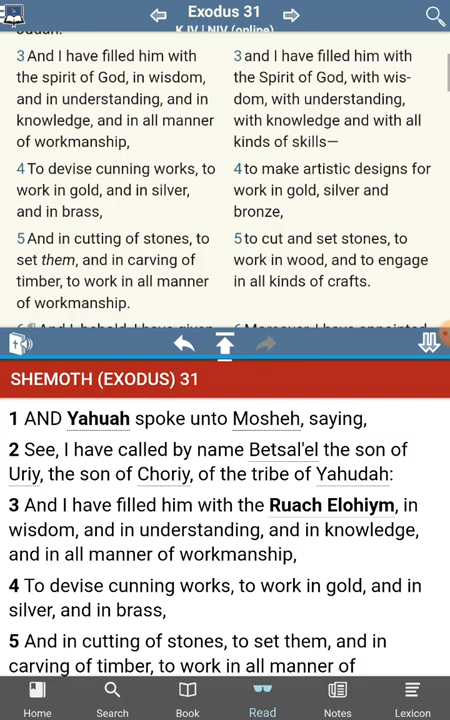 Exodus 31
KJV | NIV (online)
Judah:
3 And I have filled him with
the spirit of God, in wisdom,
and in understanding, and in
knowledge, and in all manner
of workmanship,
4 To devise cunning works, to
work in gold, and in silver,
and in brass,
5 And in cutting of stones, to
set them, and in carving of
timber, to work in all manner
of workmanship.
6 And I, behold, I have given
3 and I have filled him with
the Spirit of God, with wis-
dom, with understanding,
with knowledge and with all
kinds of skills—
4 to make artistic designs for
work in gold, silver and
bronze,
5 to cut and set stones, to
work in wood, and to engage
in all kinds of crafts.
6 Moreover, I have appointed
SHEMOTH (EXODUS) 31
1 AND Yahuah spoke unto Mosheh, saying,
2 See, I have called by name Betsal'el the son of
Uriy, the son of Choriy, of the tribe of Yahudah:
3 And I have filled him with the Ruach Elohiym, in
wisdom, and in understanding, and in knowledge,
and in all manner of workmanship,
4 To devise cunning works, to work in gold, and in
silver, and in brass,
5 And in cutting of stones, to set them, and in
carving of timber, to work in all manner of
Home
Search
Book
Read
Notes
Lexicon